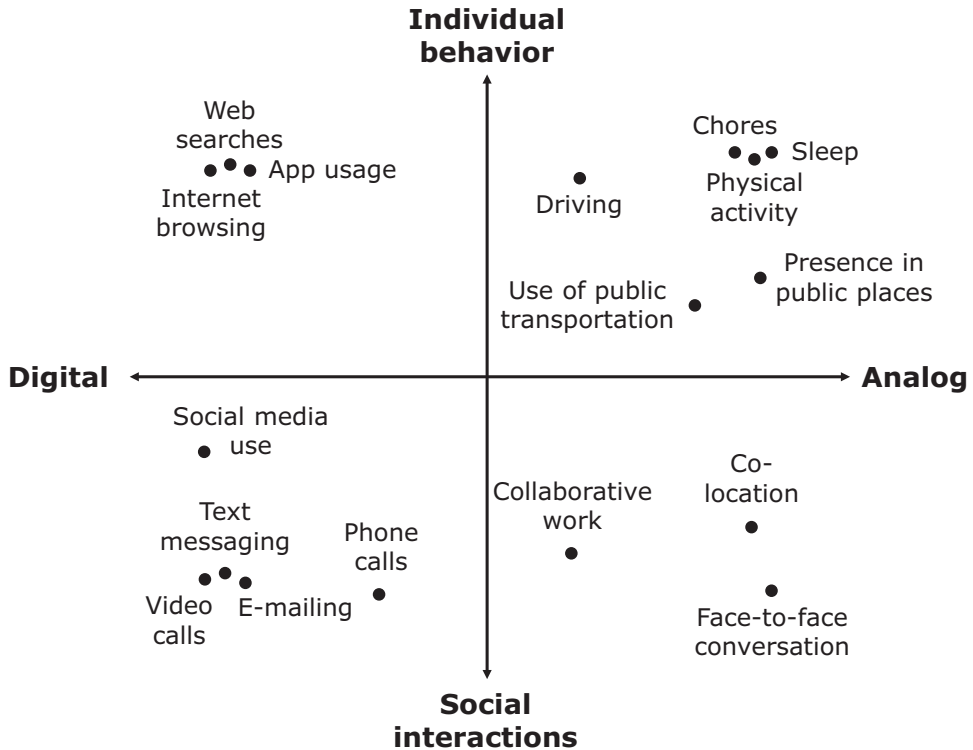 Individual
behavior
Web
searches
App usage
Internet
browsing
Chores
Sleep
Physical
activity
Driving
Presence in
public places
Use of public
transportation
Digital
Analog
Social media
use
Co-
location
Collaborative
work
Text
messaging
Phone
calls
Video
calls
E-mailing
Face-to-face
conversation
Social
interactions